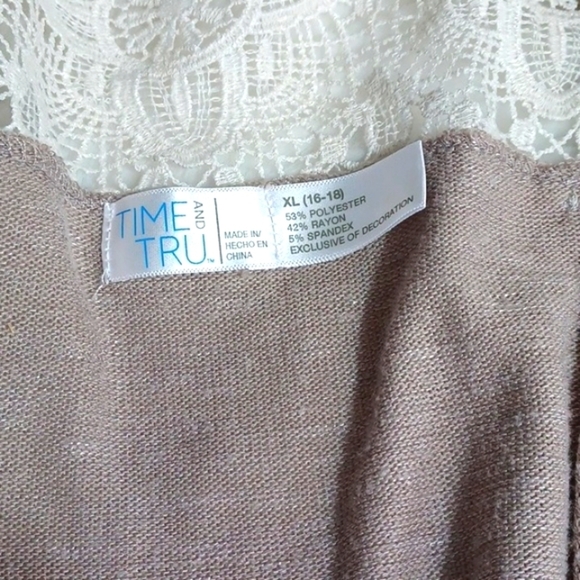 TIME AND
TRU™
MADE IN/
HECHO EN
CHINA
XL (16-18)
53% POLYESTER
42% RAYON
5% SPANDEX
EXCLUSIVE OF DECORATION